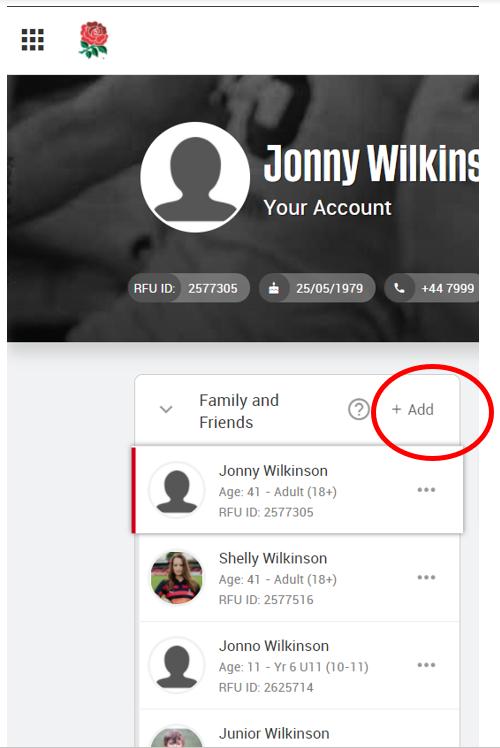 Jonny Wilkins
Your Account
RFU ID: 2577305
25/05/1979
+44 7999
Family and
Friends
+ Add
Jonny Wilkinson
Age: 41 - Adult (18+)
RFU ID: 2577305
Shelly Wilkinson
Age: 41 - Adult (18+)
RFU ID: 2577516
Jonno Wilkinson
Age: 11 - Yr 6 U11 (10-11)
RFU ID: 2625714
Junior Wilkinson